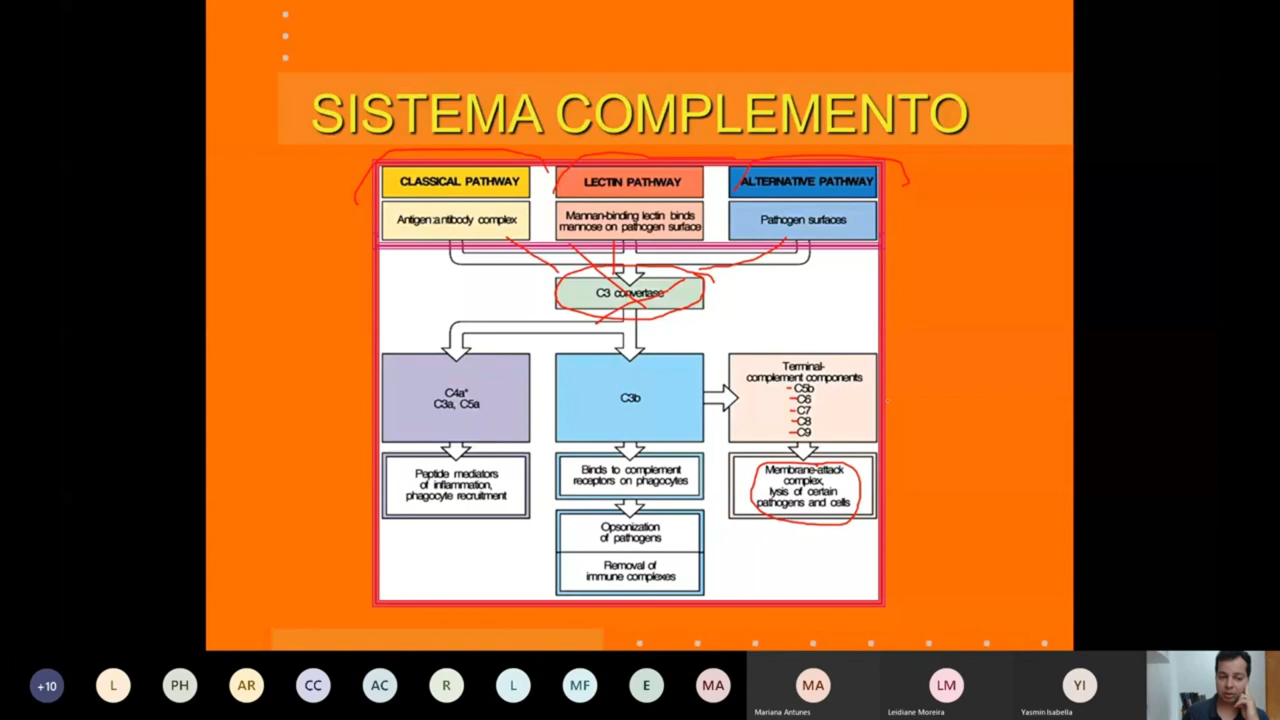 SISTEMA COMPLEMENTO
CLASSICAL PATHWAY
LECTIN PATHWAY
ALTERNATIVE PATHWAY
Antigen:antibody complex
Mannan-binding lectin binds
mannose on pathogen surface
Pathogen surfaces
C3 convertase
C4a*
C3a, C5a
C3b
Terminal-
complement components
C5b
C6
C7
C8
C9
Peptide mediators
of inflammation,
phagocyte recruitment
Binds to complement
receptors on phagocytes
Membrane-attack
complex,
lysis of certain
pathogens and cells
Opsonization
of pathogens
Removal of
immune complexes
+10
L
PH
AR
CC
AC
R
L
MF
E
MA
MA
Mariana Antunes
LM
Leidiane Moreira
YI
Yasmin Isabella